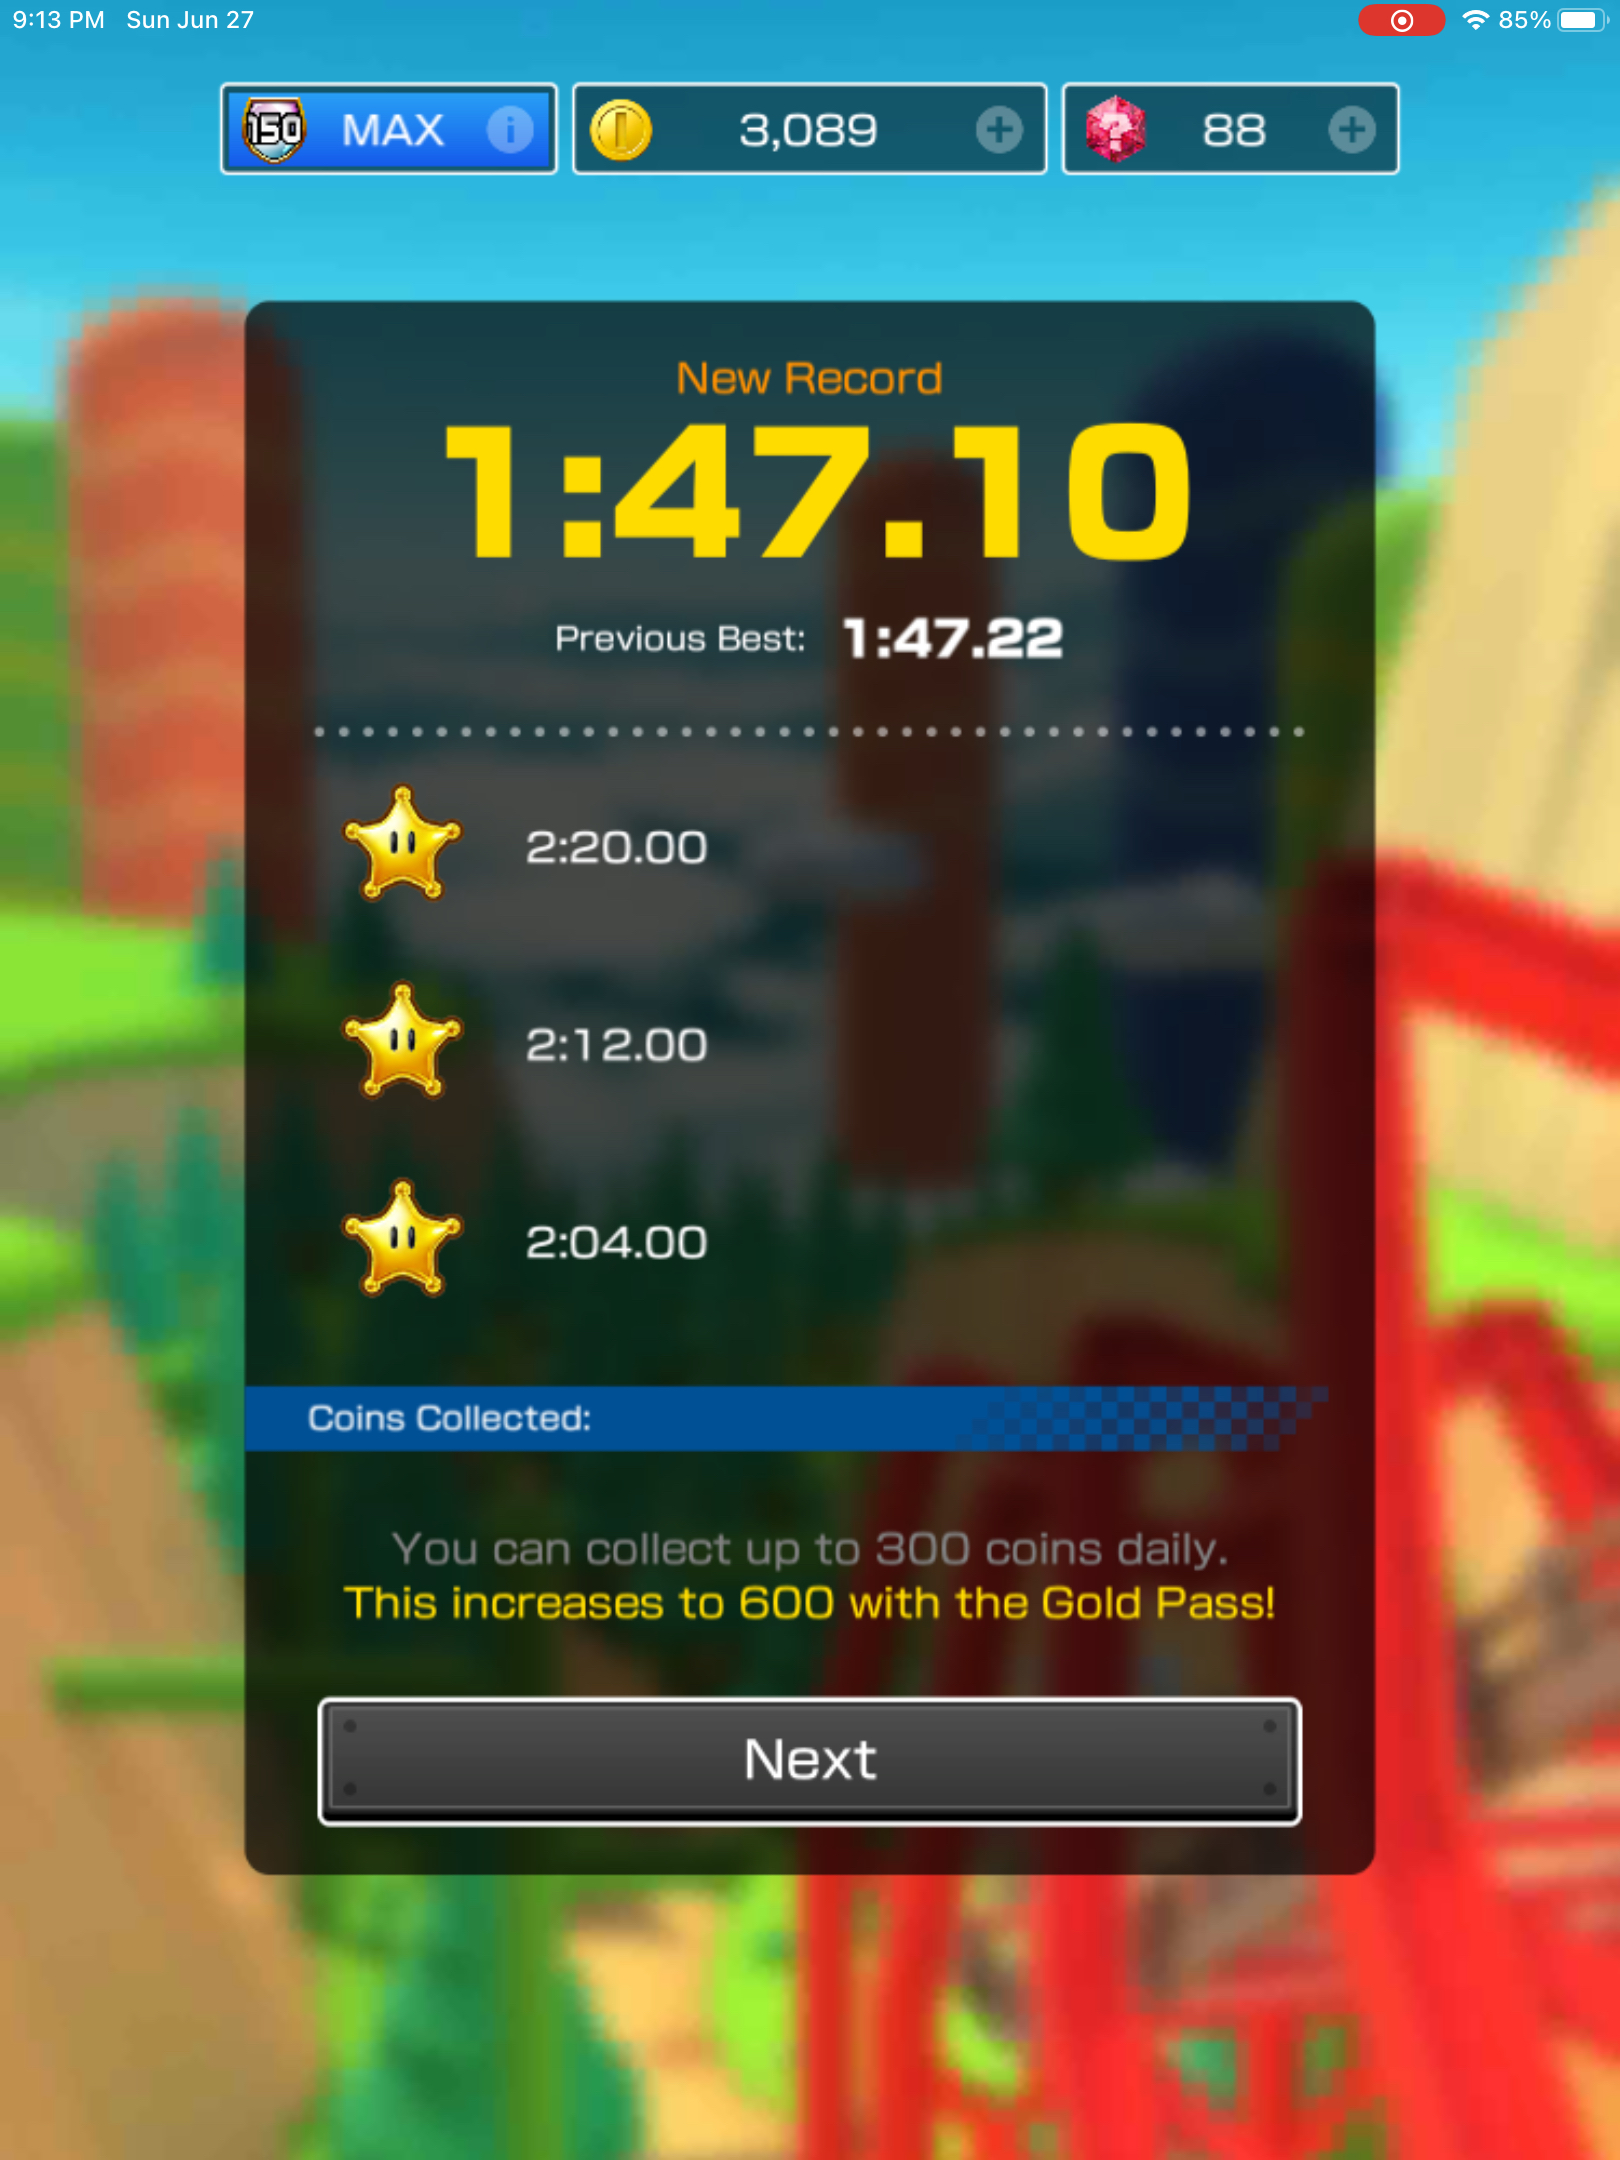 9:13 PM Sun Jun 27 85%
150 MAX i 3,089 + ? 88 +
New Record
1:47.10
Previous Best: 1:47.22
2:20.00
2:12.00
2:04.00
Coins Collected:
You can collect up to 300 coins daily.
This increases to 600 with the Gold Pass!
Next